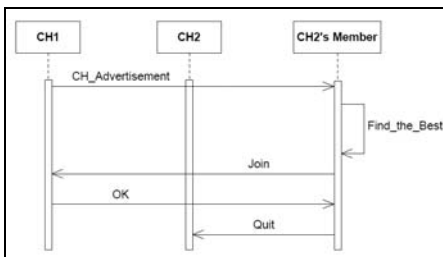 CH1
CH2
CH2's Member
CH_Advertisement
Find_the_Best
Join
OK
Quit